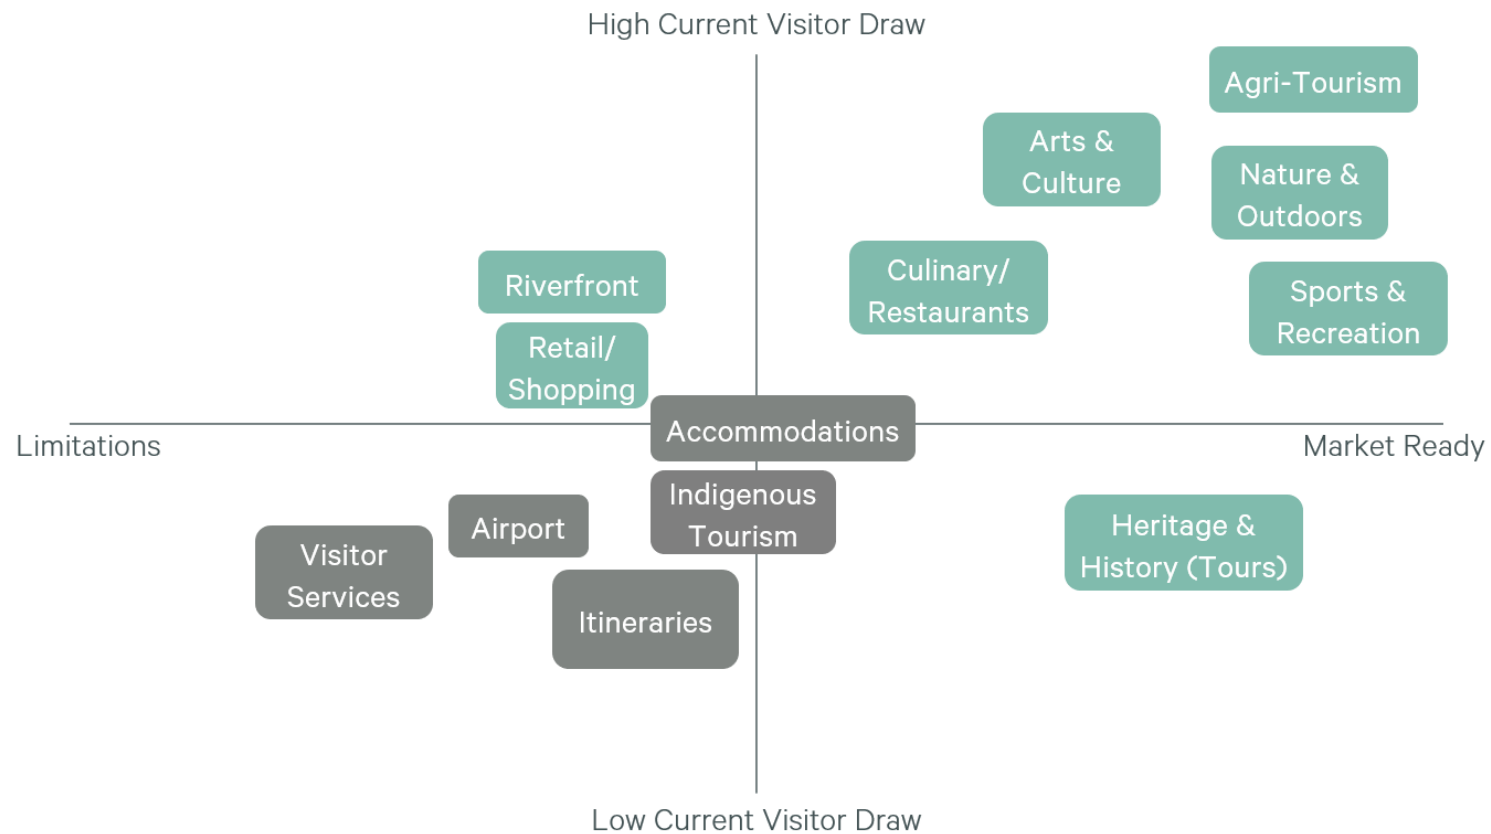 High Current Visitor Draw
Agri-Tourism
Arts &
Culture
Nature &
Outdoors
Riverfront
Culinary/
Restaurants
Sports &
Recreation
Retail/
Shopping
Accommodations
Limitations
Market Ready
Indigenous
Tourism
Airport
Visitor
Services
Heritage &
History (Tours)
Itineraries
Low Current Visitor Draw